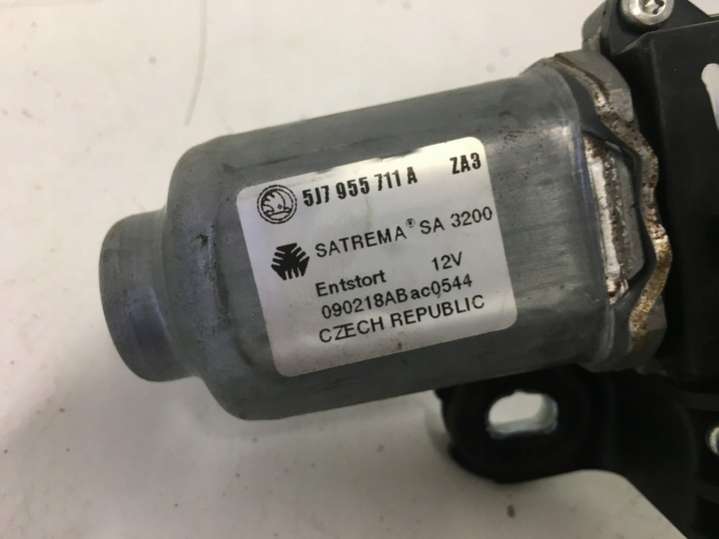 5J7 955 711 A ZA3
SATREMA® SA 3200
Entstort 12V
090218ABac0544
CZECH REPUBLIC